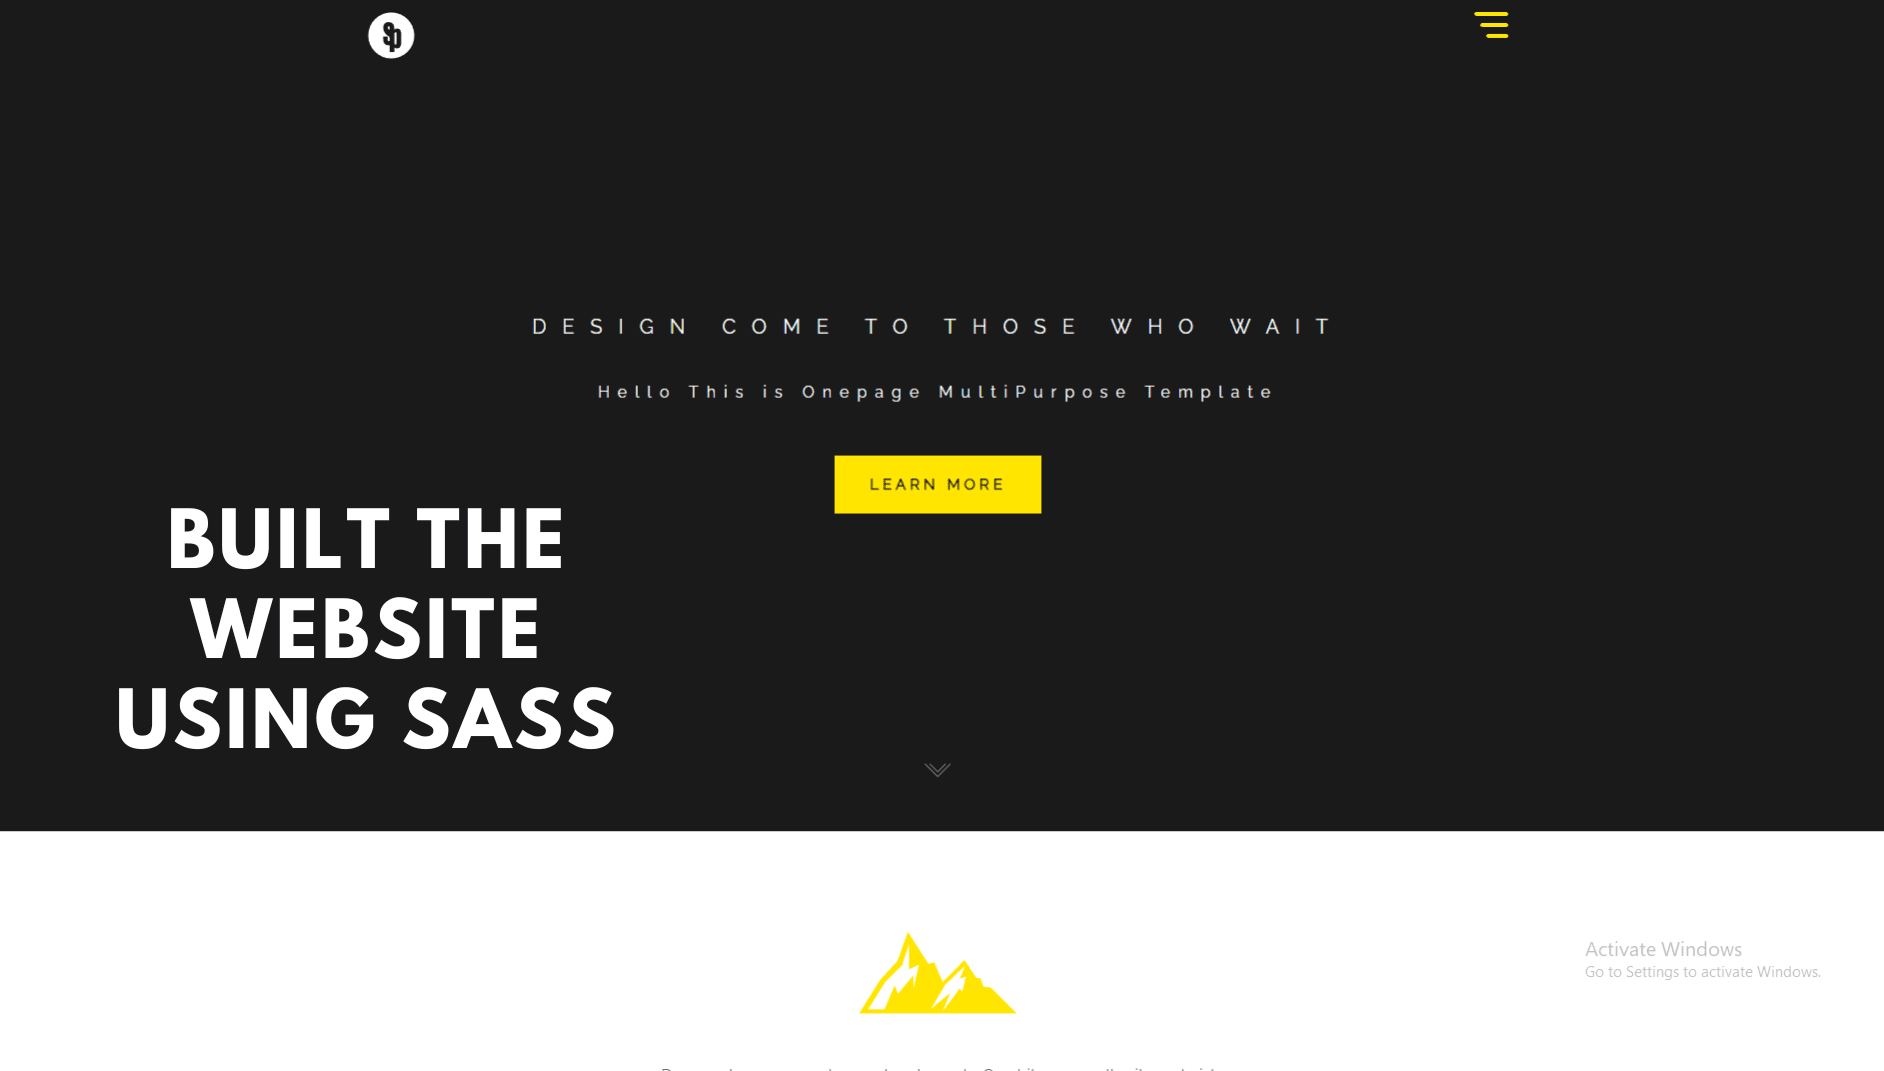 Sp
DESIGN COME TO THOSE WHO WAIT
Hello This is Onepage MultiPurpose Template
LEARN MORE
BUILT THE
WEBSITE
USING SASS
Activate Windows
Go to Settings to activate Windows.